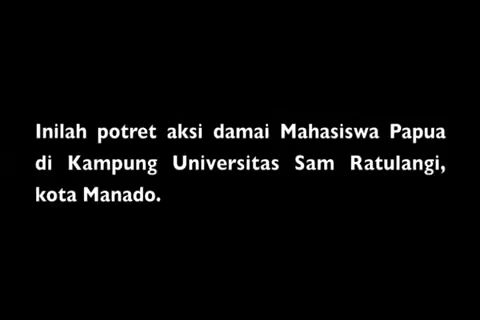 Inilah potret aksi damai Mahasiswa Papua
di Kampung Universitas Sam Ratulangi,
kota Manado.